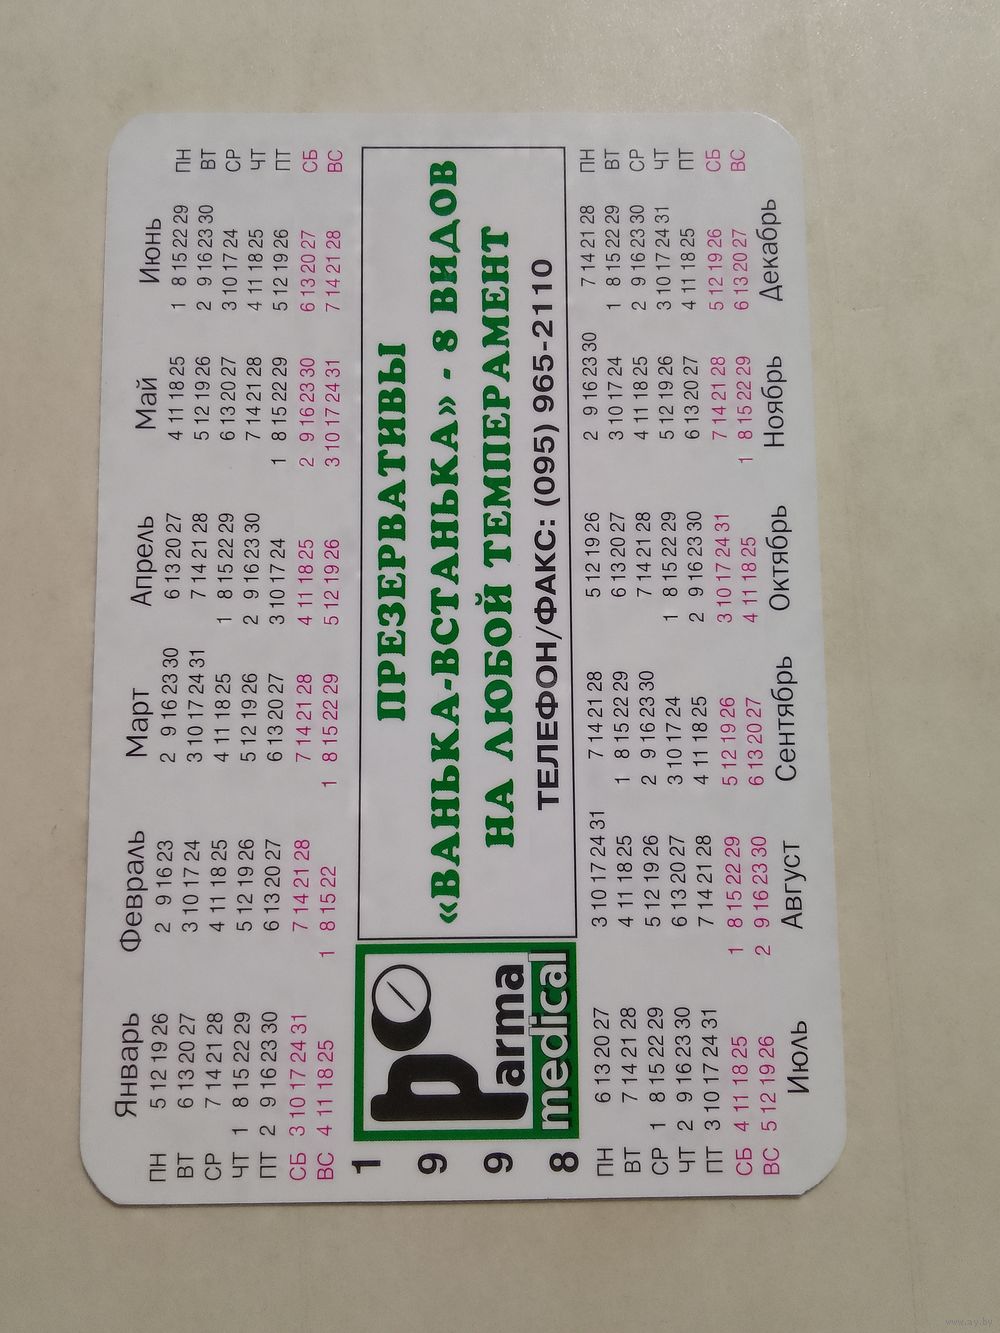 Январь Февраль Март Апрель Май Июнь
ПН 5 12 19 26 2 9 16 23 2 9 16 23 30 6 13 20 27 4 11 18 25 1 8 15 22 29 ПН
ВТ 6 13 20 27 3 10 17 24 3 10 17 24 31 7 14 21 28 5 12 19 26 2 9 16 23 30 ВТ
СР 7 14 21 28 4 11 18 25 4 11 18 25 1 8 15 22 29 6 13 20 27 3 10 17 24 СР
ЧТ 1 8 15 22 29 5 12 19 26 5 12 19 26 2 9 16 23 30 7 14 21 28 4 11 18 25 ЧТ
ПТ 2 9 16 23 30 6 13 20 27 6 13 20 27 3 10 17 24 1 8 15 22 29 5 12 19 26 ПТ
СБ 3 10 17 24 31 7 14 21 28 7 14 21 28 4 11 18 25 2 9 16 23 30 6 13 20 27 СБ
ВС 4 11 18 25 1 8 15 22 1 8 15 22 29 5 12 19 26 3 10 17 24 31 7 14 21 28 ВС
1
9
9
8
parma
medical
ПРЕЗЕРВАТИВЫ
«ВАНЬКА-ВСТАНЬКА» - 8 ВИДОВ
НА ЛЮБОЙ ТЕМПЕРАМЕНТ
ТЕЛЕФОН/ФАКС: (095) 965-2110
ПН 6 13 20 27 3 10 17 24 31 7 14 21 28 5 12 19 26 2 9 16 23 30 7 14 21 28 ПН
ВТ 7 14 21 28 4 11 18 25 1 8 15 22 29 6 13 20 27 3 10 17 24 1 8 15 22 29 ВТ
СР 1 8 15 22 29 5 12 19 26 2 9 16 23 30 7 14 21 28 4 11 18 25 2 9 16 23 30 СР
ЧТ 2 9 16 23 30 6 13 20 27 3 10 17 24 1 8 15 22 29 5 12 19 26 3 10 17 24 31 ЧТ
ПТ 3 10 17 24 31 7 14 21 28 4 11 18 25 2 9 16 23 30 6 13 20 27 4 11 18 25 ПТ
СБ 4 11 18 25 1 8 15 22 29 5 12 19 26 3 10 17 24 31 7 14 21 28 5 12 19 26 СБ
ВС 5 12 19 26 2 9 16 23 30 6 13 20 27 4 11 18 25 1 8 15 22 29 6 13 20 27 ВС
Июль Август Сентябрь Октябрь Ноябрь Декабрь
www.ay.by